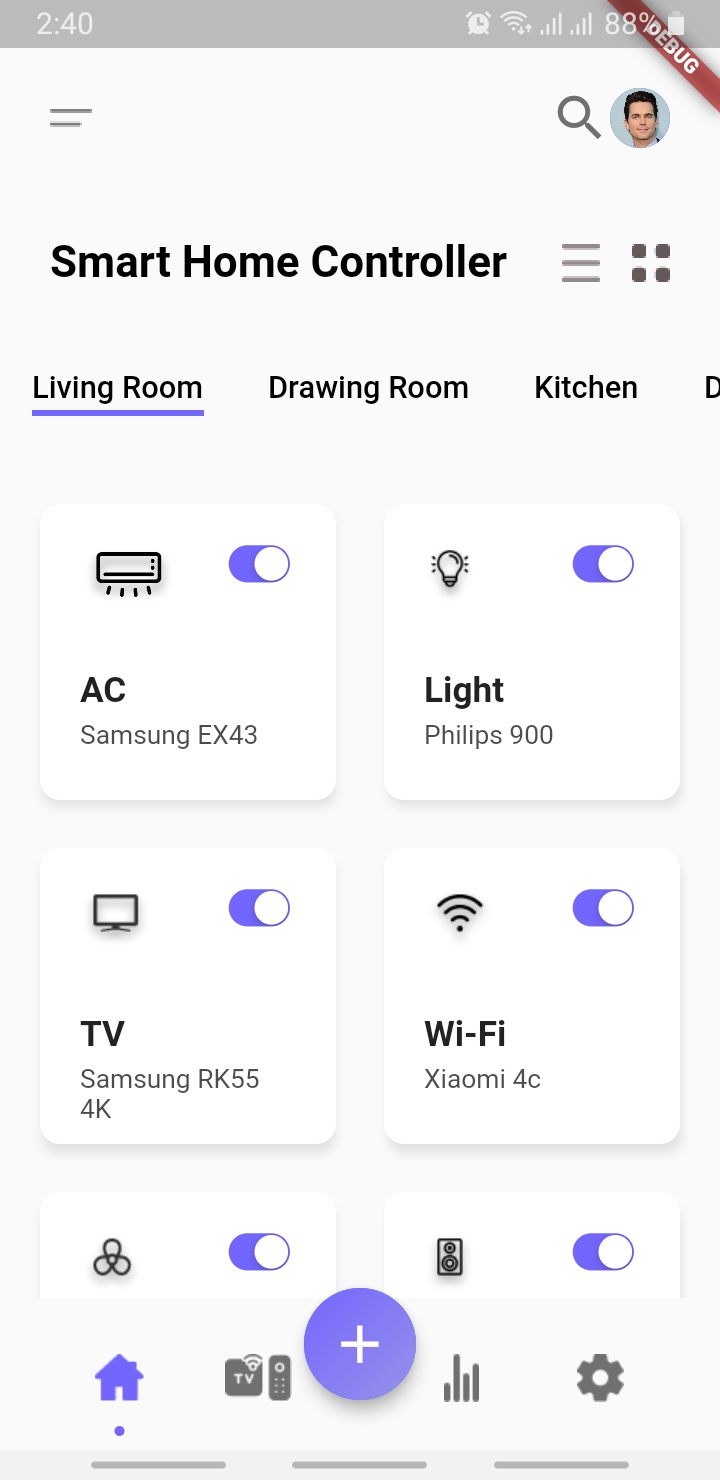 2:40
88%
DEBUG
Smart Home Controller
Living Room Drawing Room Kitchen D
AC
Samsung EX43
Light
Philips 900
TV
Samsung RK55
4K
Wi-Fi
Xiaomi 4c
TV